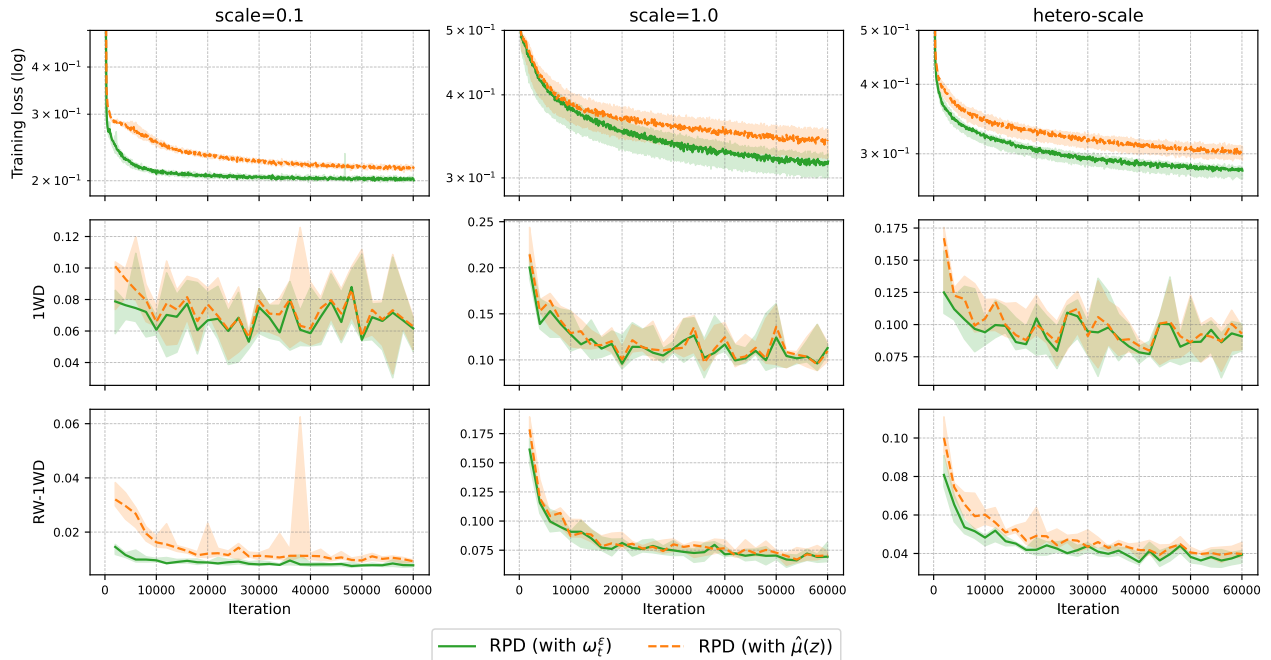 scale=0.1
scale=1.0
hetero-scale
Training loss (log)
4 × 10⁻¹
3 × 10⁻¹
2 × 10⁻¹
5 × 10⁻¹
4 × 10⁻¹
3 × 10⁻¹
5 × 10⁻¹
4 × 10⁻¹
3 × 10⁻¹
1WD
0.12
0.10
0.08
0.06
0.04
0.25
0.20
0.15
0.10
0.175
0.150
0.125
0.100
0.075
RW-1WD
0.06
0.04
0.02
0.175
0.150
0.125
0.100
0.075
0.10
0.08
0.06
0.04
0 10000 20000 30000 40000 50000 60000
0 10000 20000 30000 40000 50000 60000
0 10000 20000 30000 40000 50000 60000
Iteration
Iteration
Iteration
RPD (with ω_t^ε)
RPD (with μ̂(z))